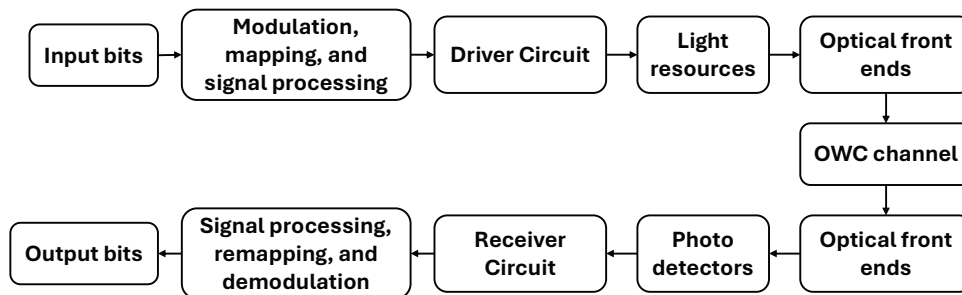 Input bits
Modulation,
mapping, and
signal processing
Driver Circuit
Light
resources
Optical front
ends
OWC channel
Optical front
ends
Photo
detectors
Receiver
Circuit
Signal processing,
remapping, and
demodulation
Output bits